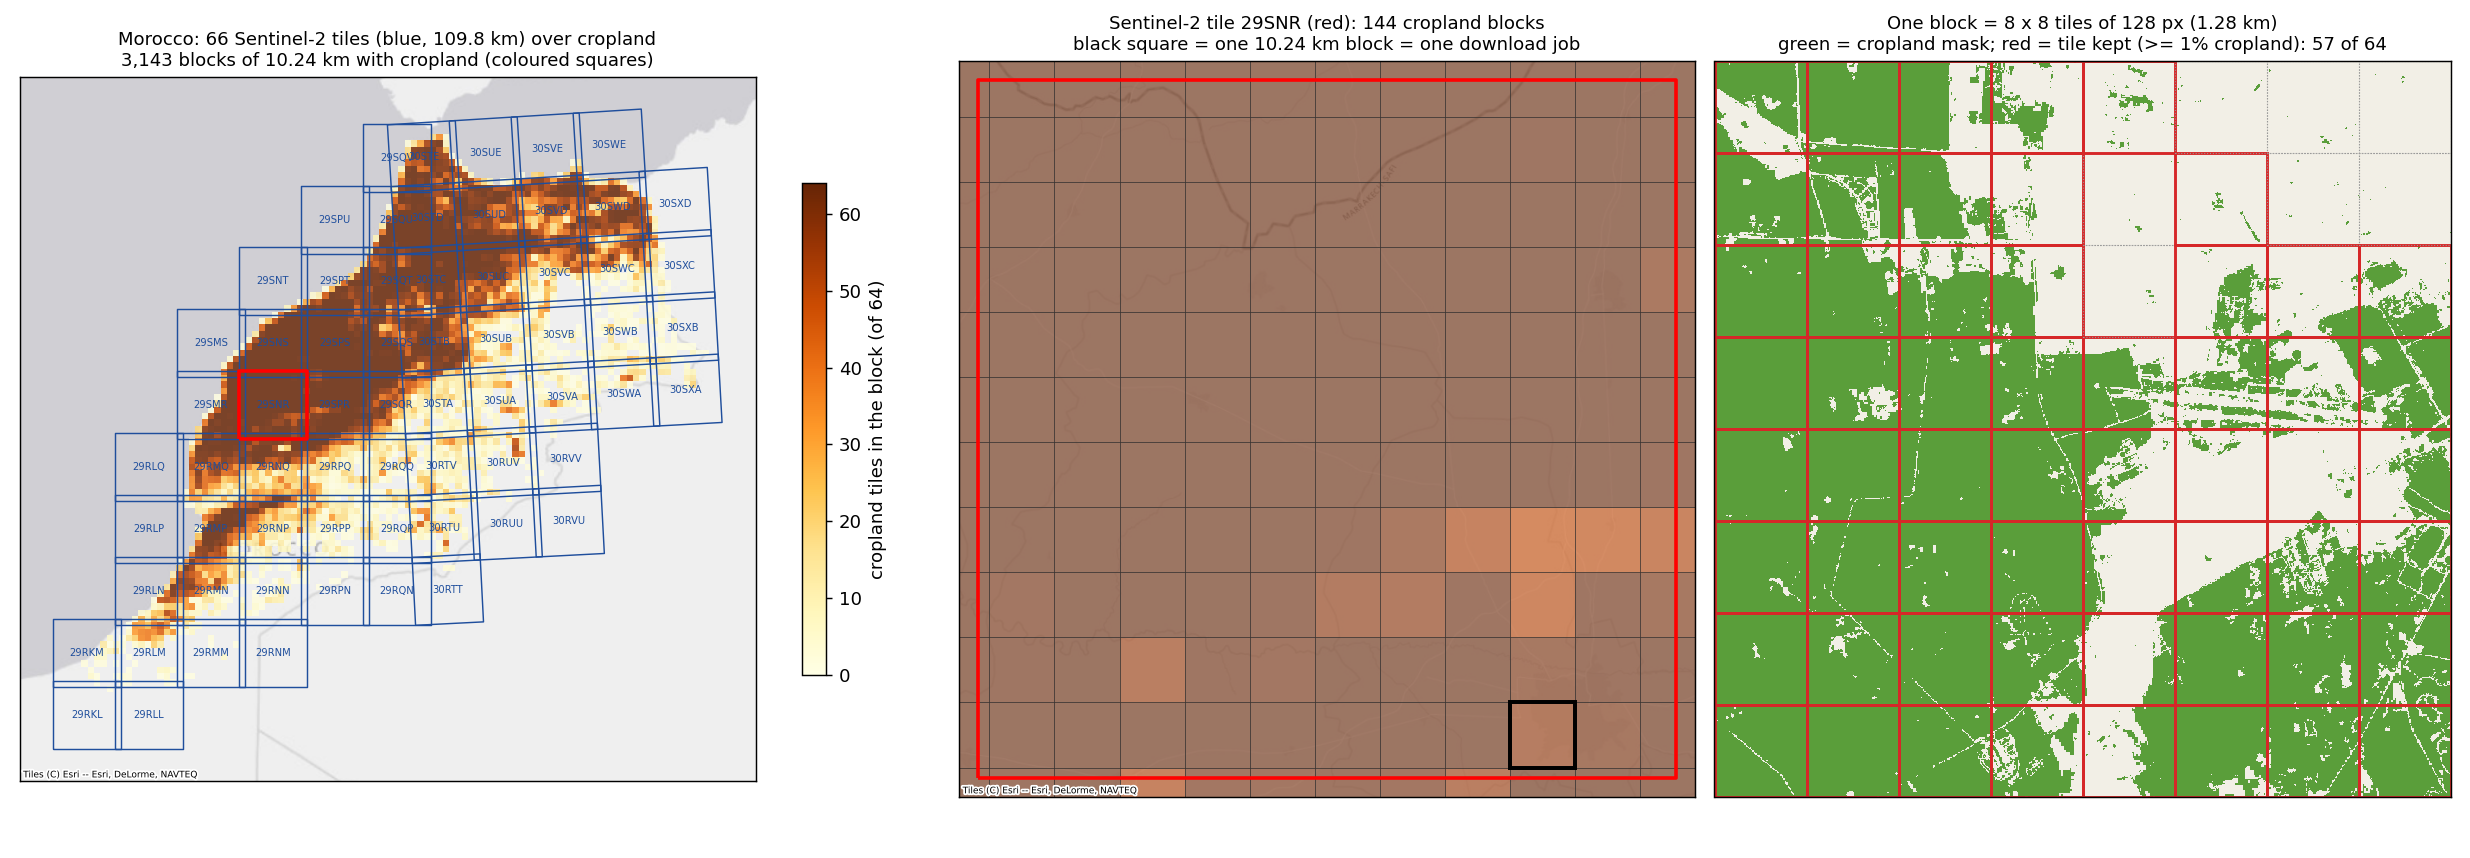 Morocco: 66 Sentinel-2 tiles (blue, 109.8 km) over cropland
3,143 blocks of 10.24 km with cropland (coloured squares)
29SQV
30SUE
30SVE
30SWE
29SPU
30SUD
30SVD
30SWD
30SXD
29SNT
29SPT
30SVC
30SWC
30SXC
29SMS
30SUB
30SVB
30SWB
30SXB
29SNR
29SPR
29SQR
30STA
30SUA
30SVA
30SWA
30SXA
29RLQ
29RMQ
29RNQ
29RPQ
29RQQ
30RTV
30RUV
30RVV
29RLP
29RNP
29RPP
29RQP
30RTU
30RUU
30RVU
29RLN
29RMN
29RNN
29RPN
29RQN
30RTT
29RKM
29RLM
29RMM
29RNM
29RKL
29RLL
Tiles (C) Esri -- Esri, DeLorme, NAVTEQ
60
50
40
30
20
10
0
cropland tiles in the block (of 64)
Sentinel-2 tile 29SNR (red): 144 cropland blocks
black square = one 10.24 km block = one download job
Tiles (C) Esri -- Esri, DeLorme, NAVTEQ
One block = 8 x 8 tiles of 128 px (1.28 km)
green = cropland mask; red = tile kept (>= 1% cropland): 57 of 64